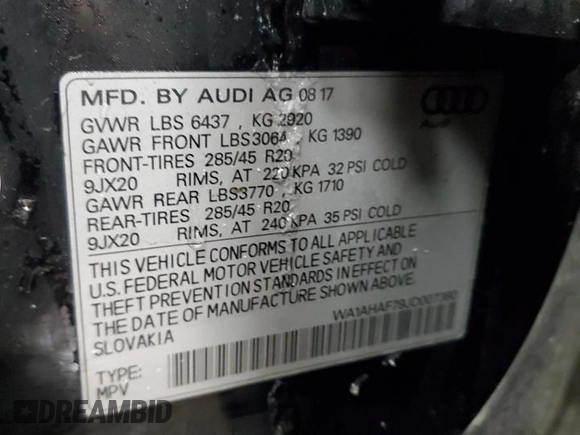 MFD. BY AUDI AG 08 17
GVWR LBS 6437 , KG 2920
GAWR FRONT LBS3064 KG 1390
FRONT-TIRES 285/45 R20
9JX20 RIMS, AT 220 KPA 32 PSI COLD
GAWR REAR LBS3770 , KG 1710
REAR-TIRES 285/45 R20
9JX20 RIMS, AT 240 KPA 35 PSI COLD
THIS VEHICLE CONFORMS TO ALL APPLICABLE
U.S. FEDERAL MOTOR VEHICLE SAFETY AND
THEFT PREVENTION STANDARDS IN EFFECT ON
THE DATE OF MANUFACTURE SHOWN ABOVE.
SLOVAKIA
WA1AHAF79JD007380
TYPE:
MPV
Audi
DREAMBID